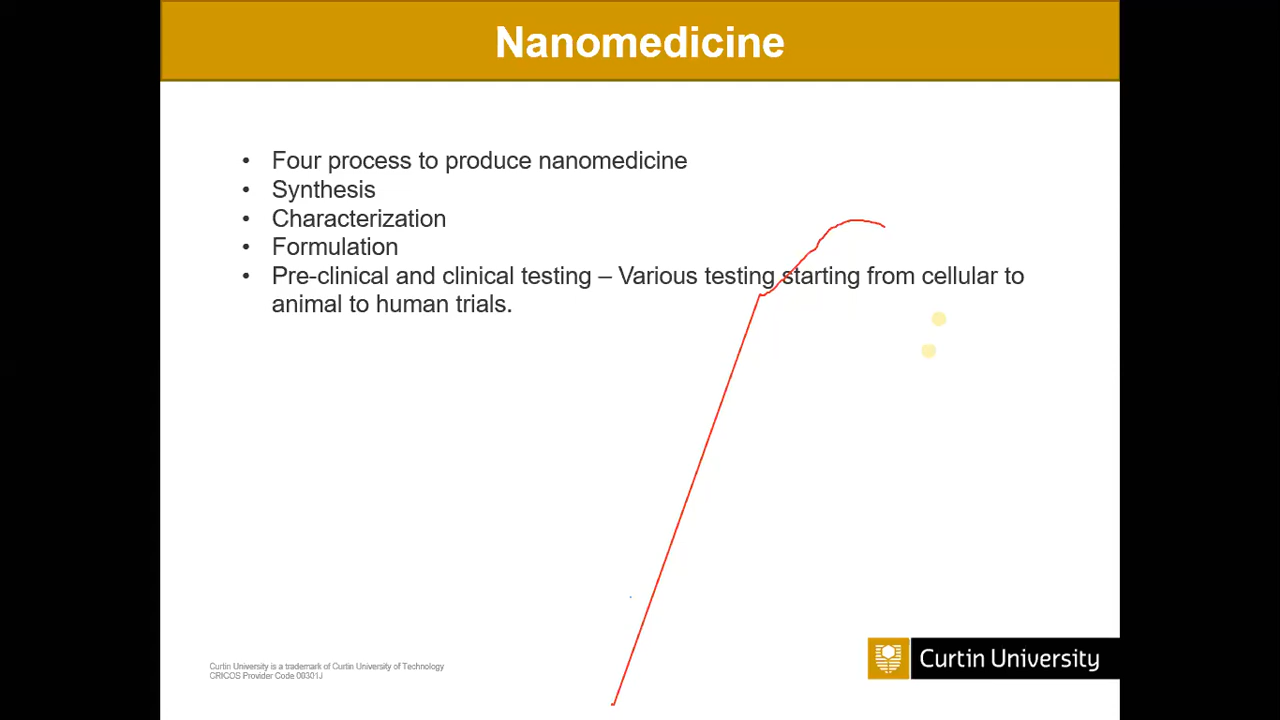 Nanomedicine
• Four process to produce nanomedicine
• Synthesis
• Characterization
• Formulation
• Pre-clinical and clinical testing – Various testing starting from cellular to
animal to human trials.
Curtin University is a trademark of Curtin University of Technology
CRICOS Provider Code 00301J
Curtin University